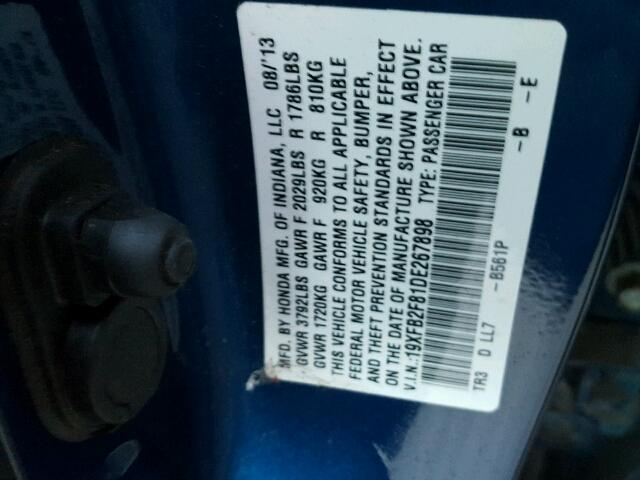 MFD. BY HONDA MFG. OF INDIANA, LLC 08/'13
GVWR 3792LBS GAWR F 2029LBS R 1786LBS
GVWR 1720KG GAWR F 920KG R 810KG
THIS VEHICLE CONFORMS TO ALL APPLICABLE
FEDERAL MOTOR VEHICLE SAFETY, BUMPER,
AND THEFT PREVENTION STANDARDS IN EFFECT
ON THE DATE OF MANUFACTURE SHOWN ABOVE.
V.I.N.:19XFB2F81DE267898 TYPE: PASSENGER CAR
TR3 D LL7 -B561P -B -E